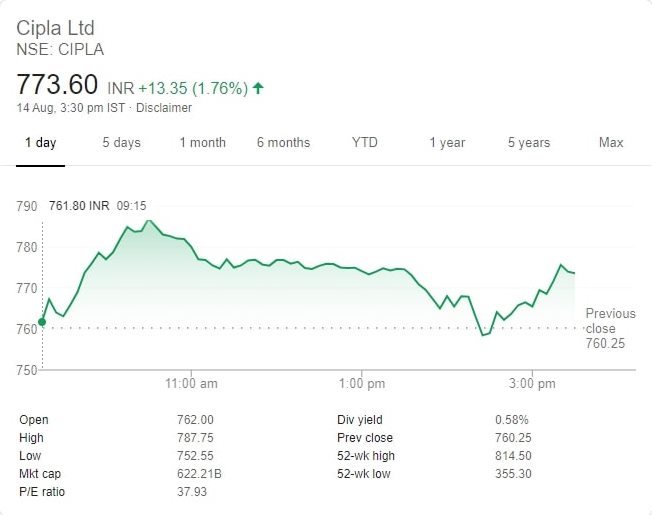 Cipla Ltd
NSE: CIPLA
773.60 INR +13.35 (1.76%)
14 Aug, 3:30 pm IST · Disclaimer
1 day 5 days 1 month 6 months YTD 1 year 5 years Max
790 761.80 INR 09:15
780
770
760
750
Previous
close
760.25
11:00 am 1:00 pm 3:00 pm
Open 762.00 Div yield 0.58%
High 787.75 Prev close 760.25
Low 752.55 52-wk high 814.50
Mkt cap 622.21B 52-wk low 355.30
P/E ratio 37.93